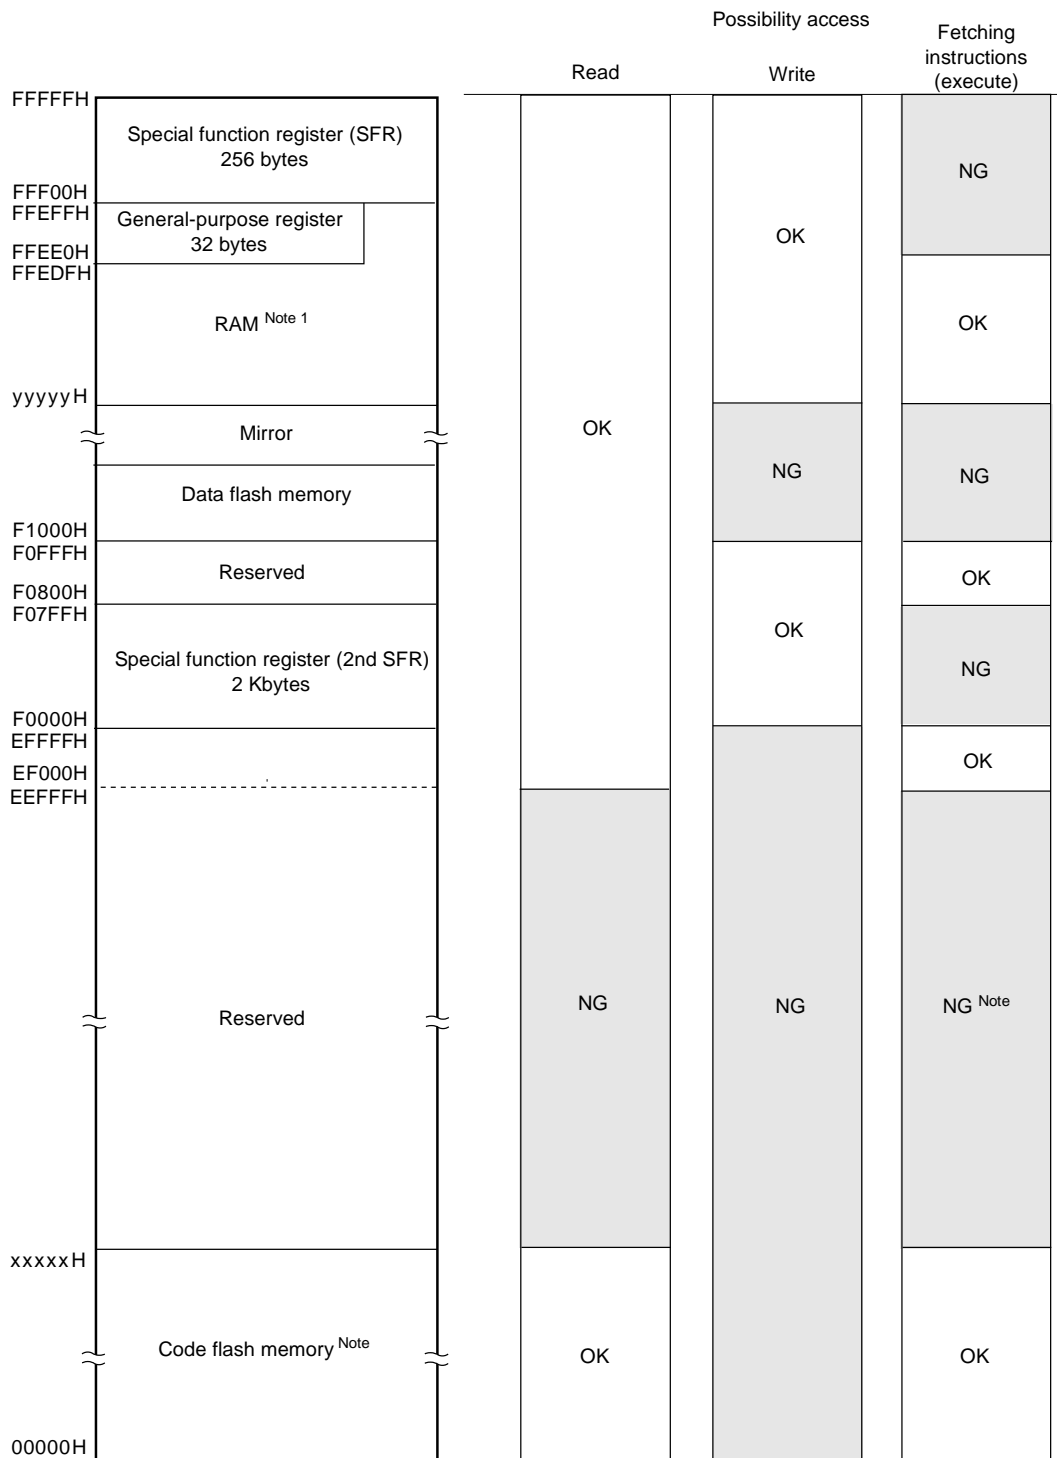 Possibility access
Read
Write
Fetching
instructions
(execute)
FFFFFH
Special function register (SFR)
256 bytes
NG
FFF00H
FFEFFH
General-purpose register
32 bytes
OK
FFEE0H
FFEDFH
RAM Note 1
OK
yyyyyH
Mirror
OK
NG
NG
Data flash memory
F1000H
F0FFFH
Reserved
OK
F0800H
F07FFH
OK
Special function register (2nd SFR)
2 Kbytes
NG
F0000H
EFFFFH
OK
EF000H
EEFFFH
Reserved
NG
NG
NG Note
xxxxxH
Code flash memory Note
OK
OK
00000H